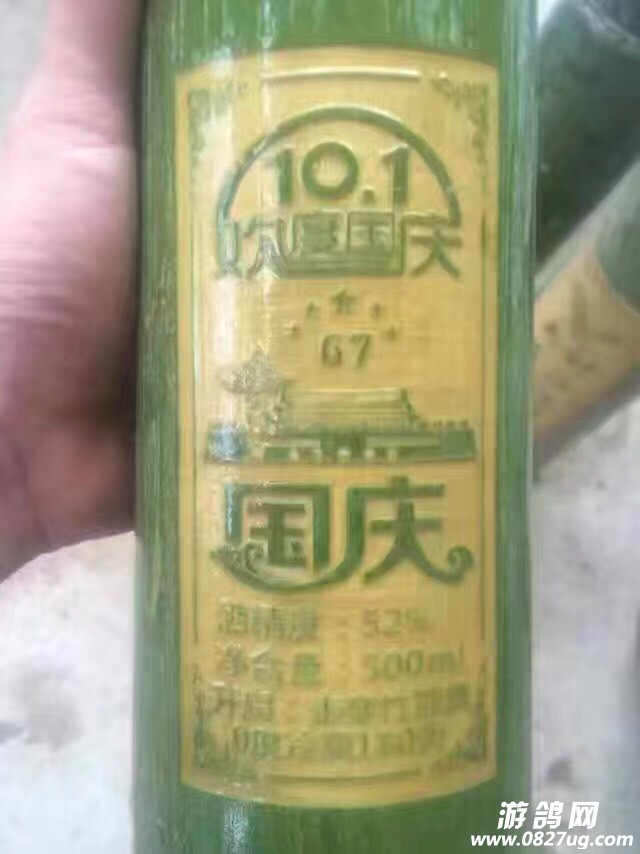 10.1
欢度国庆
67
国庆
酒精度：52%
净含量：500ml
游鸽网
www.0827ug.com